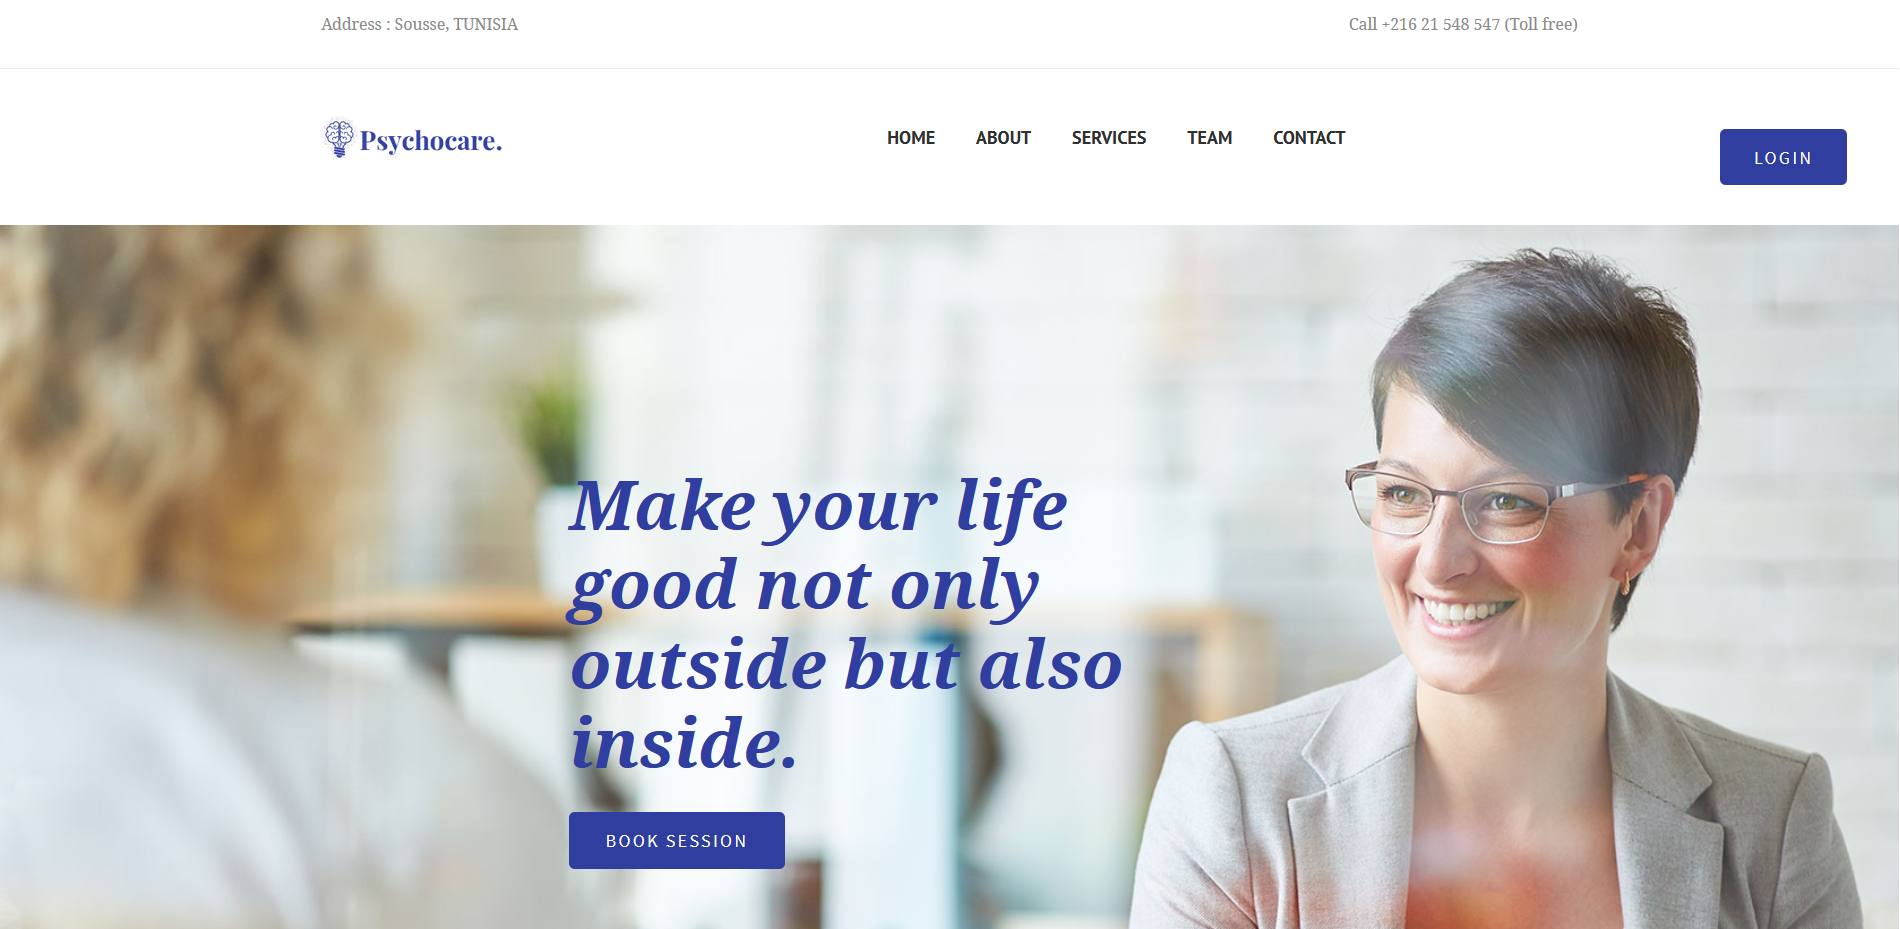 Address : Sousse, TUNISIA
Call +216 21 548 547 (Toll free)
Psychocare.
HOME ABOUT SERVICES TEAM CONTACT
LOGIN
Make your life
good not only
outside but also
inside.
BOOK SESSION